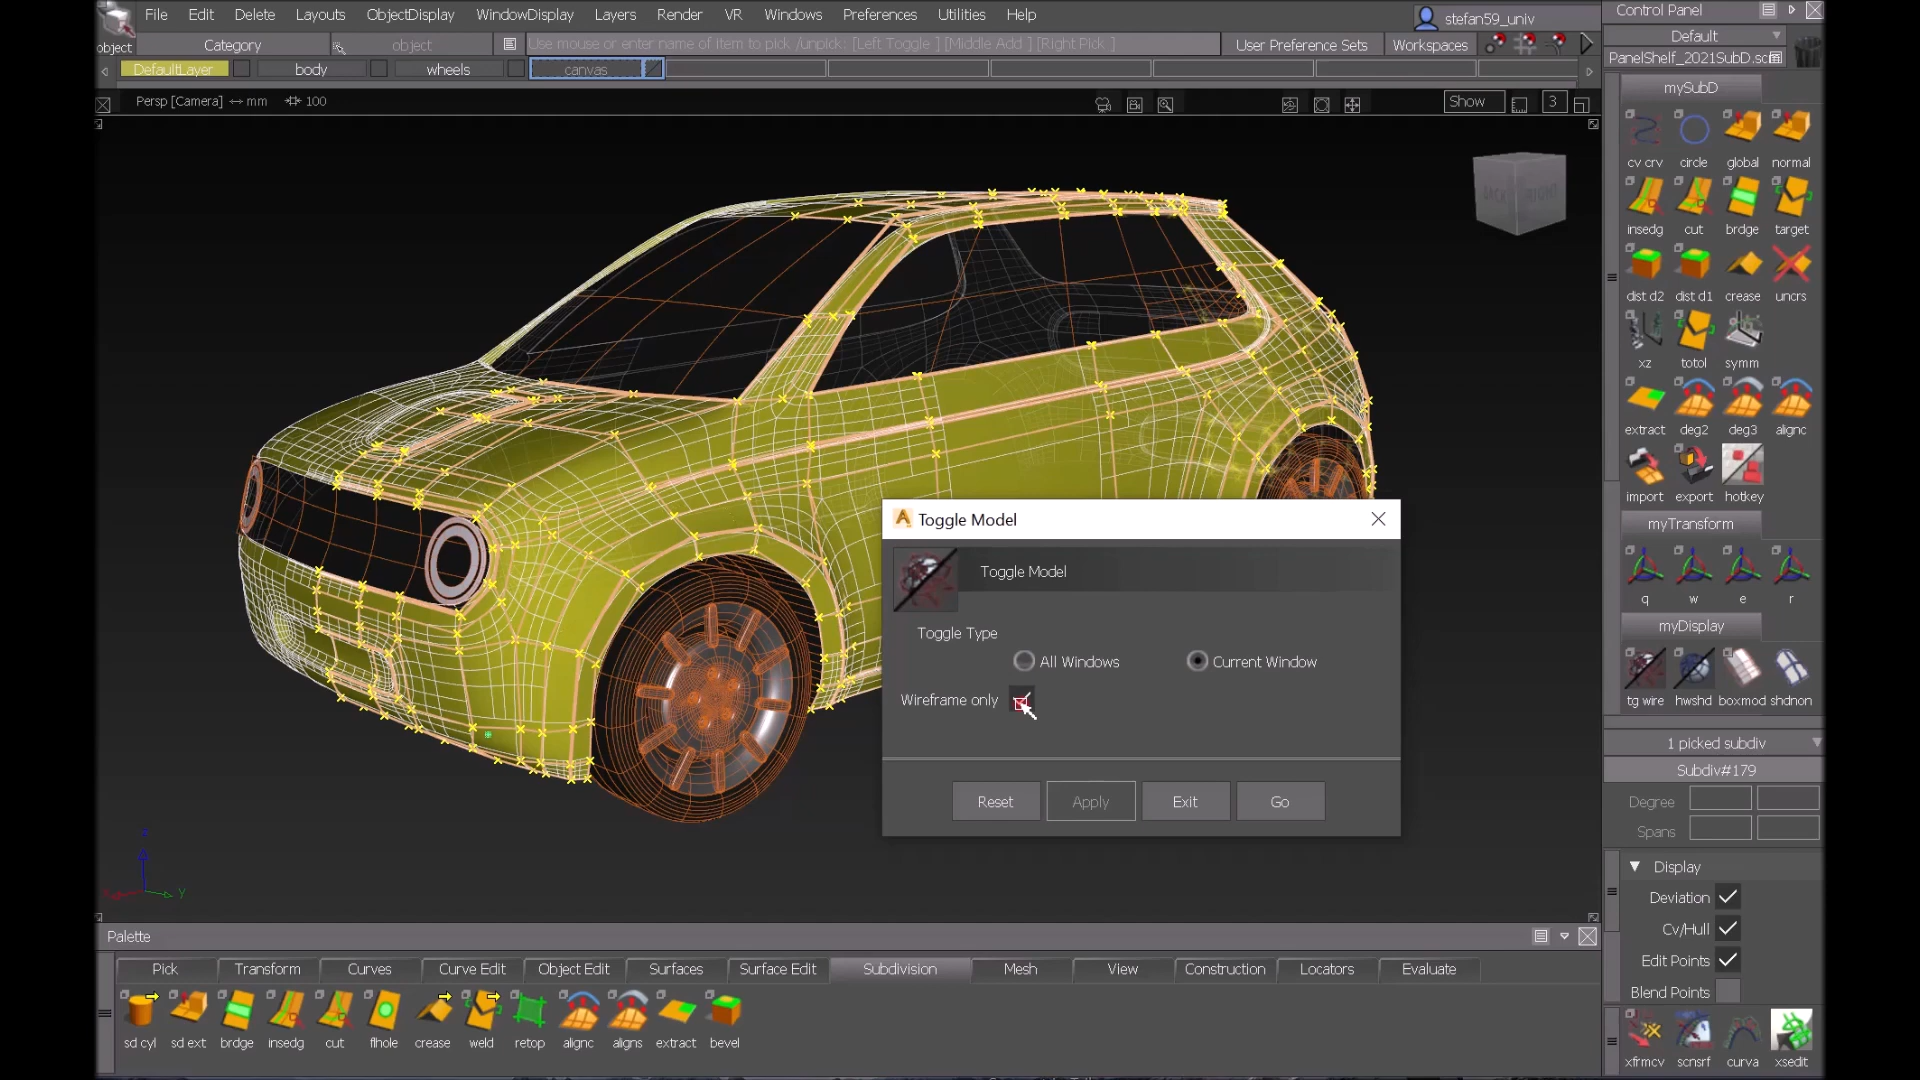 File Edit Delete Layouts ObjectDisplay WindowDisplay Layers Render VR Windows Preferences Utilities Help
stefan59_univ
Control Panel
object
Category
object
Use mouse or enter name of item to pick /unpick: [Left Toggle ] [Middle Add ] [Right Pick ]
User Preference Sets
Workspaces
Default
PanelShelf_2021SubD.scl
DefaultLayer
body
wheels
canvas
Persp [Camera] ↔ mm
100
Show
3
BACK
RIGHT
mySubD
cv crv circle global normal
insedg cut brdge target
dist d2 dist d1 crease uncrs
xz totol symm
extract deg2 deg3 alignc
import export hotkey
myTransform
q w e r
myDisplay
tg wire hwshd boxmod shdnon
1 picked subdiv
Subdiv#179
Degree
Spans
Display
Deviation
Cv/Hull
Edit Points
Blend Points
xfrmcv scnsrf curva xsedit
Toggle Model
Toggle Model
Toggle Type
All Windows
Current Window
Wireframe only
Reset
Apply
Exit
Go
Z
Y
Palette
Pick Transform Curves Curve Edit Object Edit Surfaces Surface Edit Subdivision Mesh View Construction Locators Evaluate
sd cyl sd ext brdge insedg cut flhole crease weld retop alignc aligns extract bevel